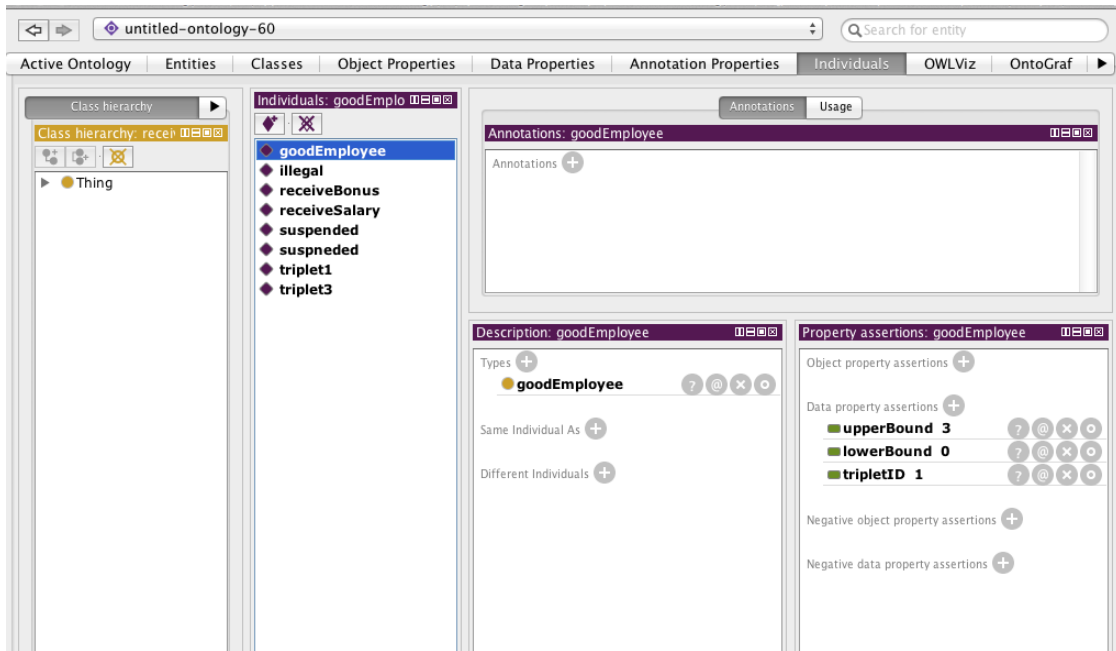 untitled-ontology-60
Search for entity
Active Ontology Entities Classes Object Properties Data Properties Annotation Properties Individuals OWLViz OntoGraf
Class hierarchy
Class hierarchy: recei
Thing
Individuals: goodEmplo
goodEmployee
illegal
receiveBonus
receiveSalary
suspended
suspneded
triplet1
triplet3
Annotations Usage
Annotations: goodEmployee
Annotations
Description: goodEmployee
Types
goodEmployee
Same Individual As
Different Individuals
Property assertions: goodEmployee
Object property assertions
Data property assertions
upperBound 3
lowerBound 0
tripletID 1
Negative object property assertions
Negative data property assertions